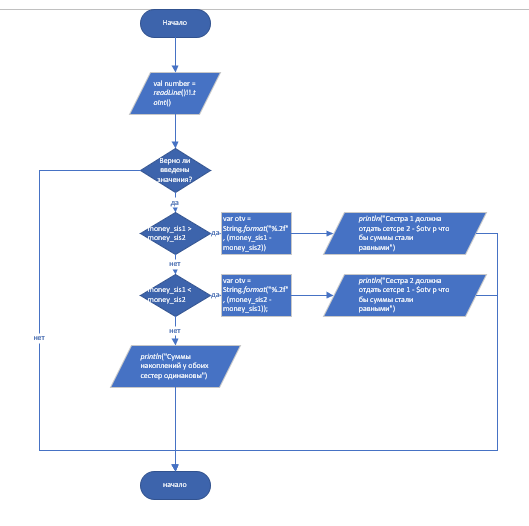 Начало
val number =
readLine()!!.t
oInt()
Верно ли
введены
значения?
да
money_sis1 >
money_sis2
да
var otv =
String.format("%.2f"
, (money_sis1 -
money_sis2))
println("Сестра 1 должна
отдать сетсре 2 - $otv р что
бы суммы стали
равными")
нет
money_sis1 <
money_sis2
да
var otv =
String.format("%.2f"
, (money_sis2 -
money_sis1));
println("Сестра 2 должна
отдать сетсре 1 - $otv р что
бы суммы стали
равными")
нет
нет
println("Суммы
накоплений у обоих
сестер одинаковы")
начало